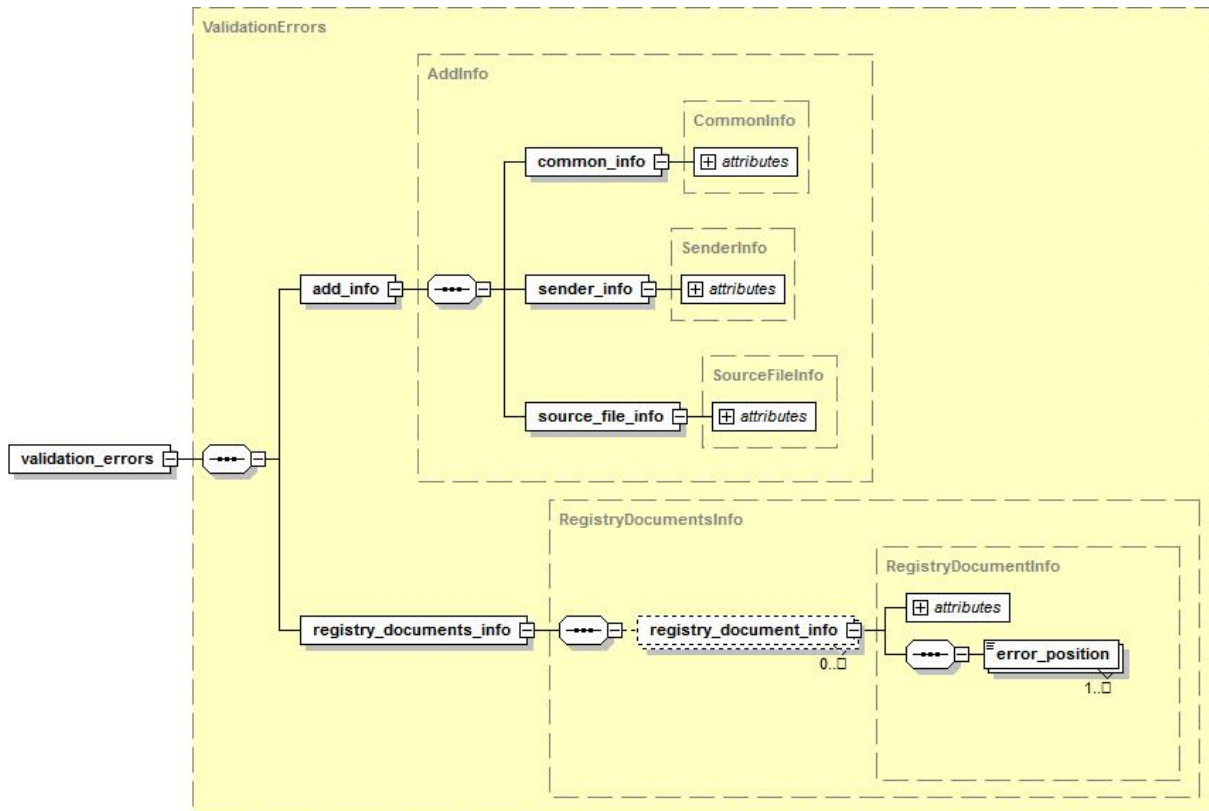 ValidationErrors
AddInfo
CommonInfo
common_info
attributes
SenderInfo
add_info
sender_info
attributes
SourceFileInfo
source_file_info
attributes
validation_errors
RegistryDocumentsInfo
RegistryDocumentInfo
attributes
registry_documents_info
registry_document_info
0..□
error_position
1..□